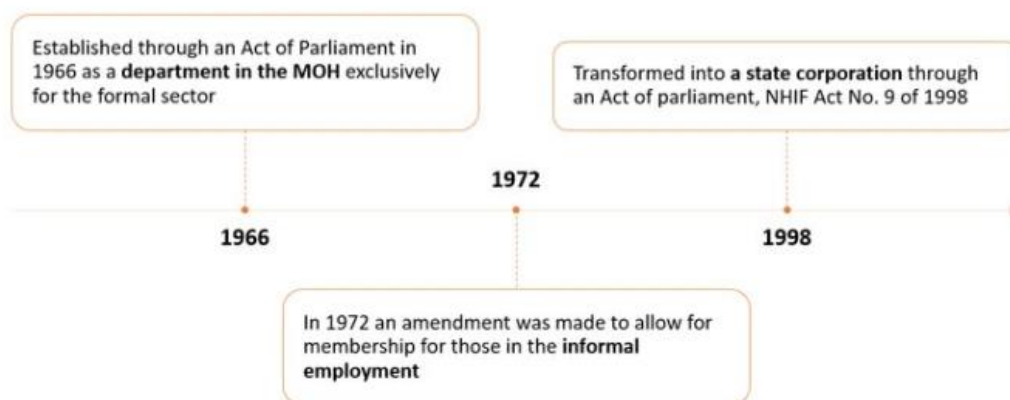 Established through an Act of Parliament in
1966 as a department in the MOH exclusively
for the formal sector
Transformed into a state corporation through
an Act of parliament, NHIF Act No. 9 of 1998
1972
1966
1998
In 1972 an amendment was made to allow for
membership for those in the informal
employment